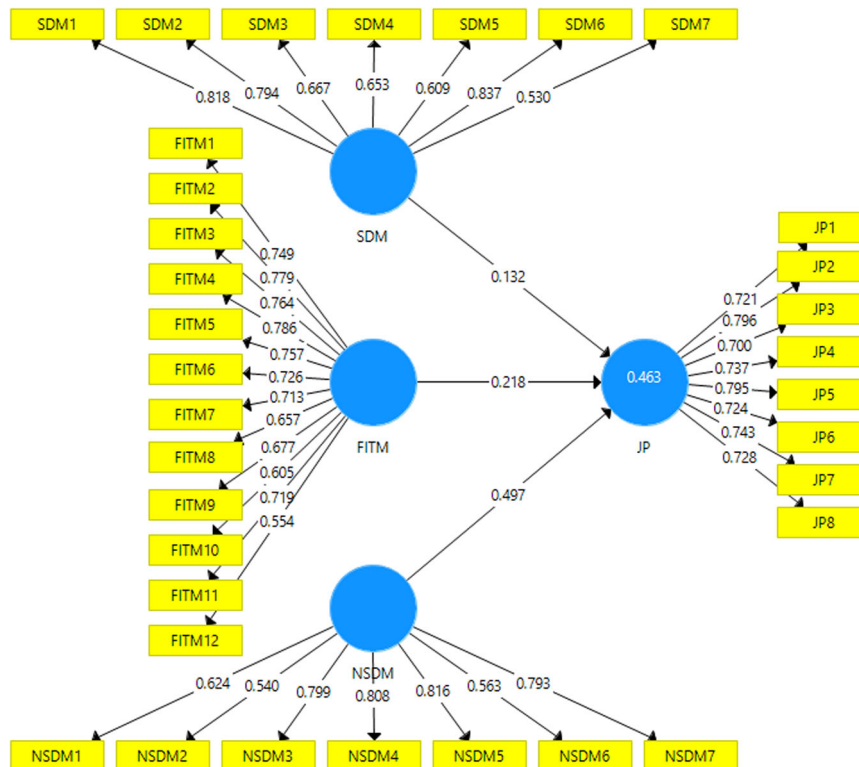 SDM1 SDM2 SDM3 SDM4 SDM5 SDM6 SDM7
0.818 0.794 0.667 0.653 0.609 0.837 0.530
SDM
FITM1
FITM2
FITM3
FITM4
FITM5
FITM6
FITM7
FITM8
FITM9
FITM10
FITM11
FITM12
0.749
0.779
0.764
0.786
0.757
0.726
0.713
0.657
0.677
0.605
0.719
0.554
FITM
0.132
0.218
0.497
0.463
JP
0.721
0.796
0.700
0.737
0.795
0.724
0.743
0.728
JP1
JP2
JP3
JP4
JP5
JP6
JP7
JP8
NSDM
0.624 0.540 0.799 0.808 0.816 0.563 0.793
NSDM1 NSDM2 NSDM3 NSDM4 NSDM5 NSDM6 NSDM7